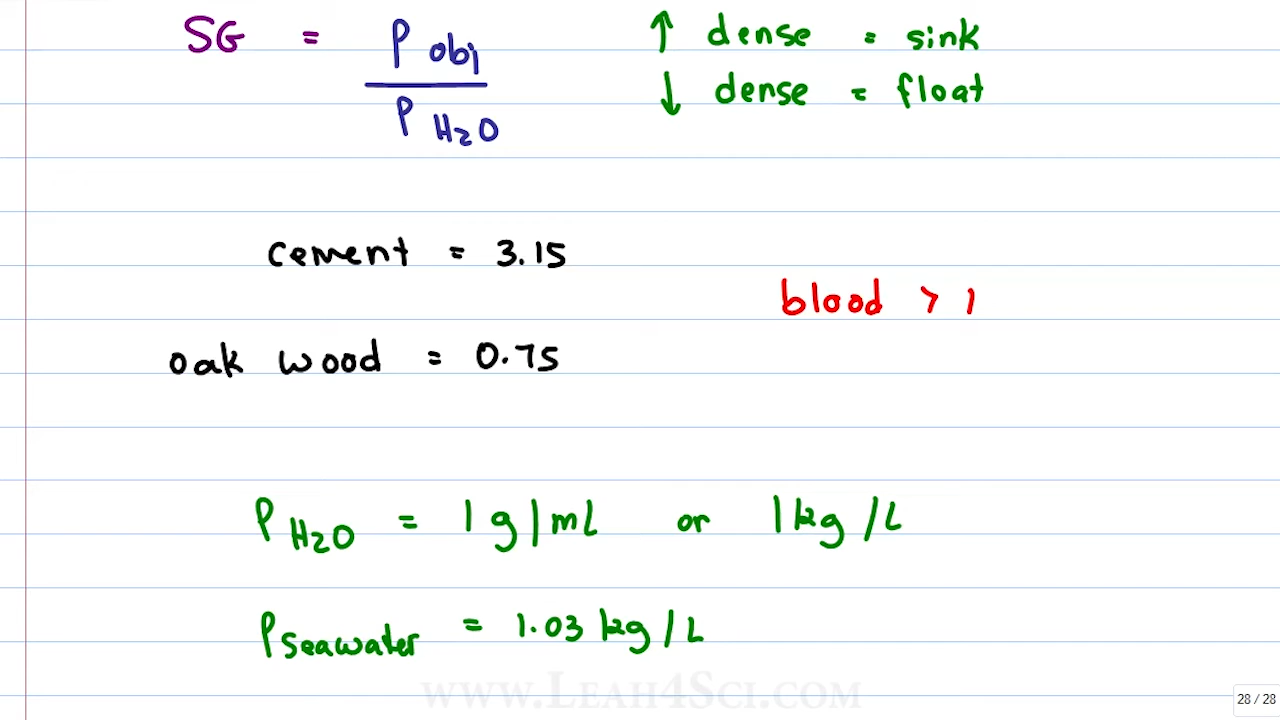 SG = ρ obj / ρ H2O
↑ dense = sink
↓ dense = float
cement = 3.15
blood > 1
oak wood = 0.75
ρ H2O = 1 g/mL or 1 kg/L
ρ seawater = 1.03 kg/L
www.Leah4Sci.com
28 / 28